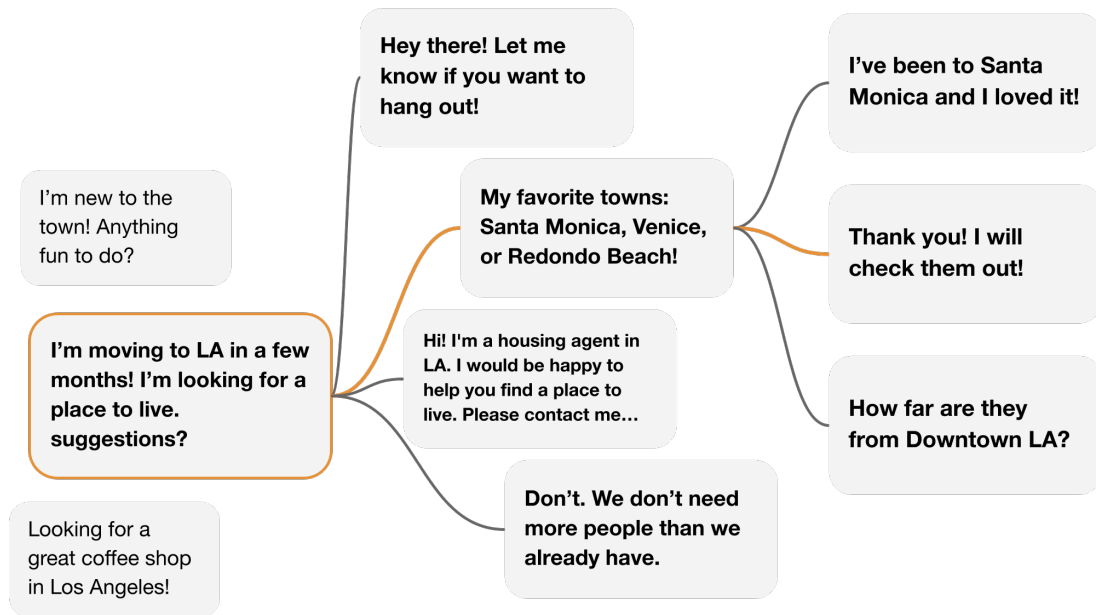 Hey there! Let me
know if you want to
hang out!
I’ve been to Santa
Monica and I loved it!
I’m new to the
town! Anything
fun to do?
My favorite towns:
Santa Monica, Venice,
or Redondo Beach!
Thank you! I will
check them out!
I’m moving to LA in a few
months! I’m looking for a
place to live.
suggestions?
Hi! I'm a housing agent in
LA. I would be happy to
help you find a place to
live. Please contact me…
How far are they
from Downtown LA?
Looking for a
great coffee shop
in Los Angeles!
Don’t. We don’t need
more people than we
already have.